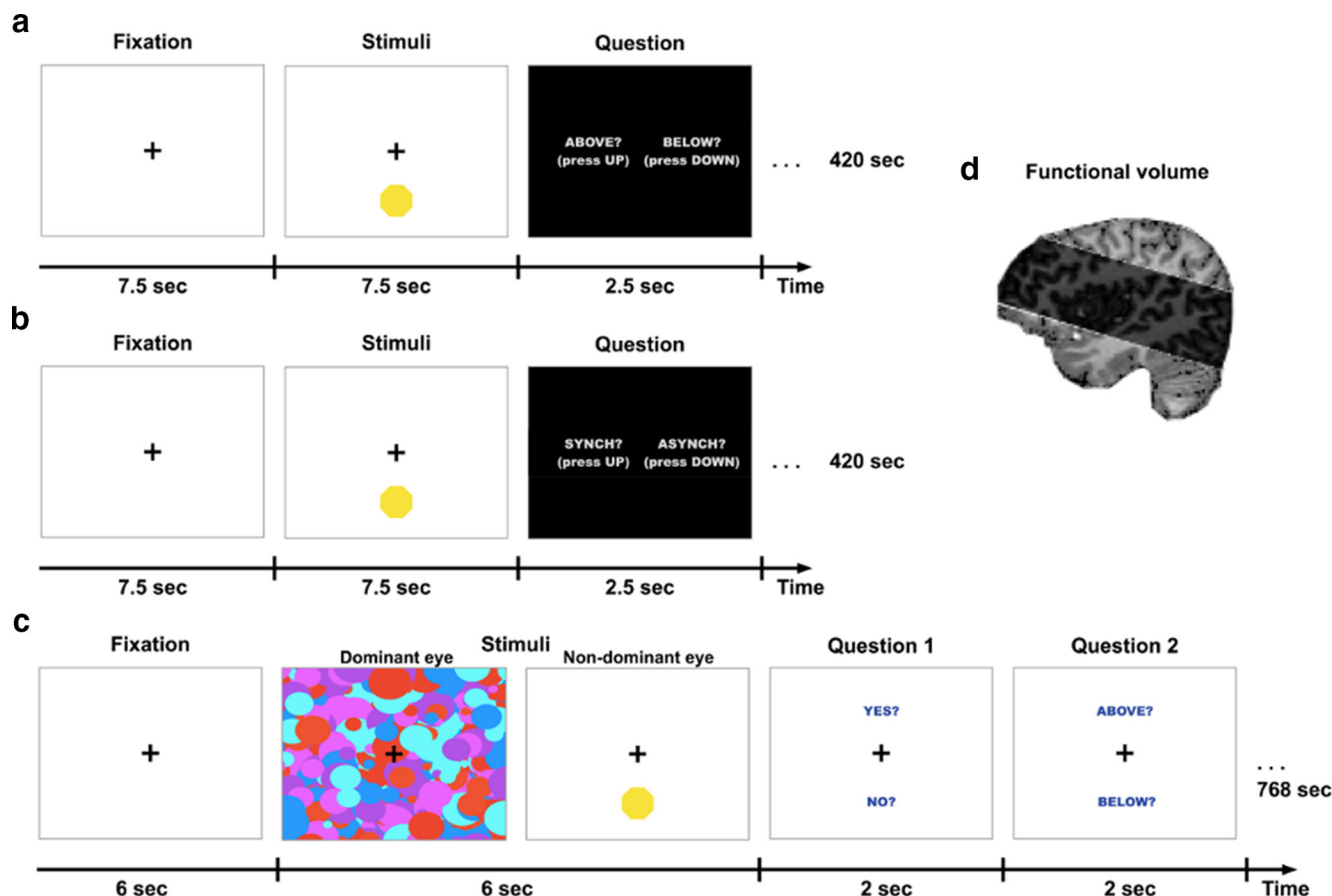 a
Fixation
Stimuli
Question
+
+
ABOVE?
(press UP)
BELOW?
(press DOWN)
... 420 sec
7.5 sec
7.5 sec
2.5 sec
Time
b
Fixation
Stimuli
Question
+
+
SYNCH?
(press UP)
ASYNCH?
(press DOWN)
... 420 sec
7.5 sec
7.5 sec
2.5 sec
Time
c
Fixation
Stimuli
Dominant eye
Non-dominant eye
Question 1
Question 2
+
+
+
YES?
+
NO?
ABOVE?
+
BELOW?
...
768 sec
6 sec
6 sec
2 sec
2 sec
Time
d
Functional volume